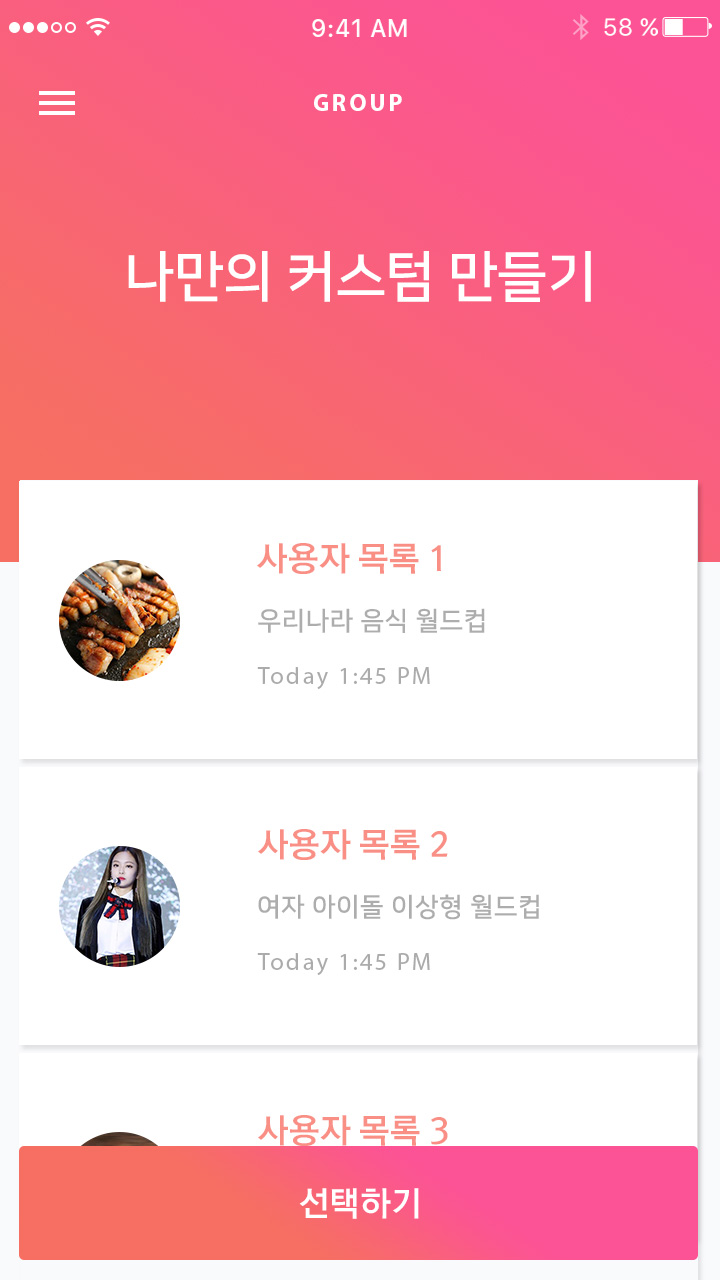 9:41 AM
58 %
GROUP
나만의 커스텀 만들기
사용자 목록 1
우리나라 음식 월드컵
Today 1:45 PM
사용자 목록 2
여자 아이돌 이상형 월드컵
Today 1:45 PM
사용자 목록 3
선택하기